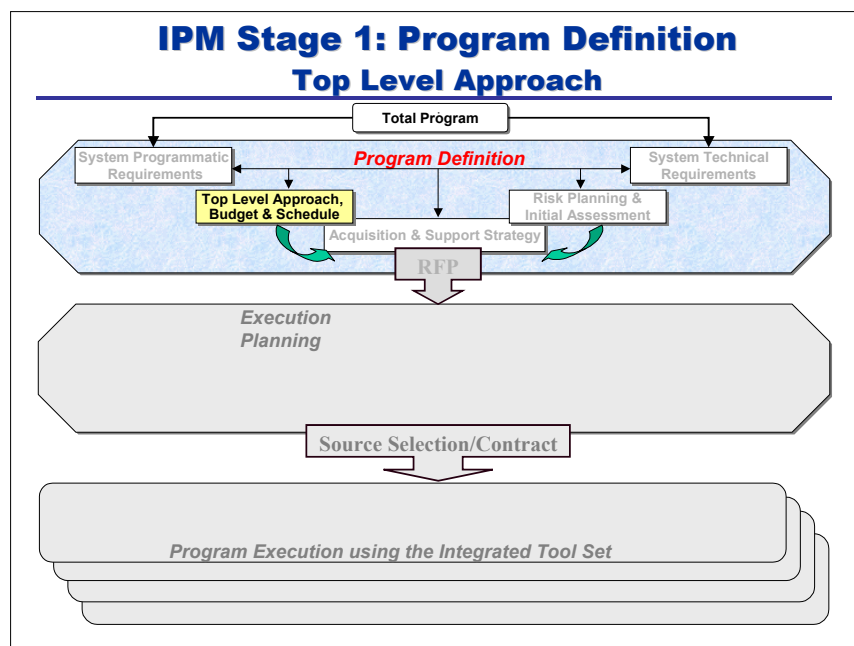 IPM Stage 1: Program Definition
Top Level Approach
Total Program
System Programmatic
Requirements
Program Definition
System Technical
Requirements
Top Level Approach,
Budget & Schedule
Risk Planning &
Initial Assessment
Acquisition & Support Strategy
RFP
Execution
Planning
Source Selection/Contract
Program Execution using the Integrated Tool Set